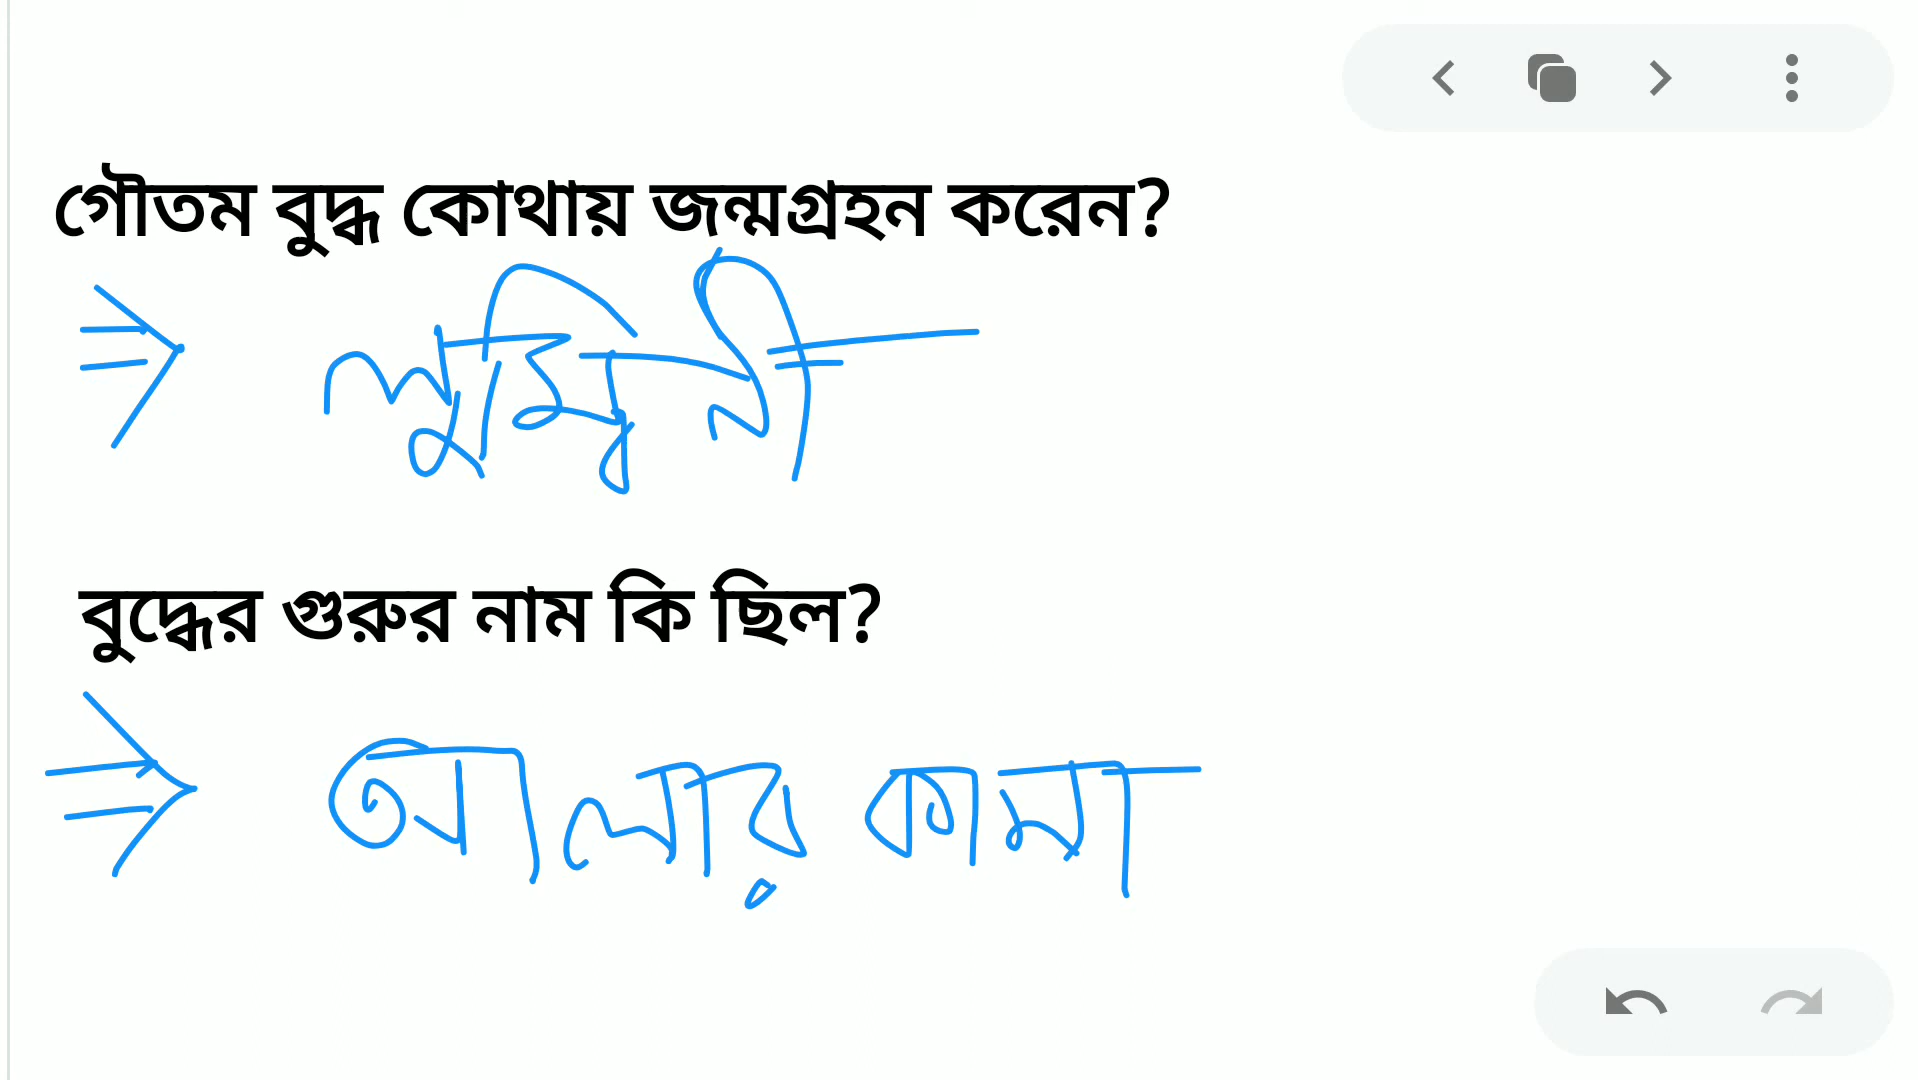 গৌতম বুদ্ধ কোথায় জন্মগ্রহন করেন?
⇒ লুম্বিনী
বুদ্ধের গুরুর নাম কি ছিল?
⇒ আলার কামা